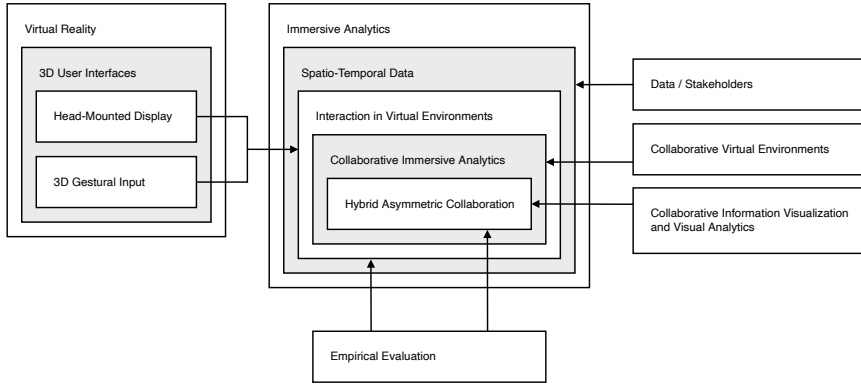 Virtual Reality
3D User Interfaces
Head-Mounted Display
3D Gestural Input
Immersive Analytics
Spatio-Temporal Data
Interaction in Virtual Environments
Collaborative Immersive Analytics
Hybrid Asymmetric Collaboration
Data / Stakeholders
Collaborative Virtual Environments
Collaborative Information Visualization
and Visual Analytics
Empirical Evaluation